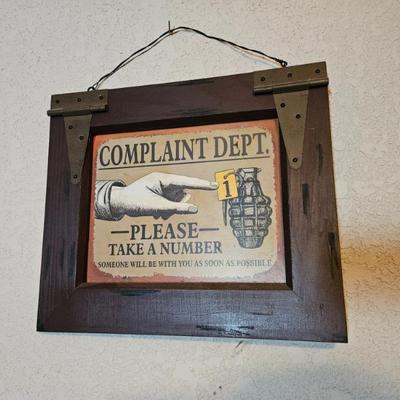 COMPLAINT DEPT.
1
—PLEASE—
TAKE A NUMBER
SOMEONE WILL BE WITH YOU AS SOON AS POSSIBLE